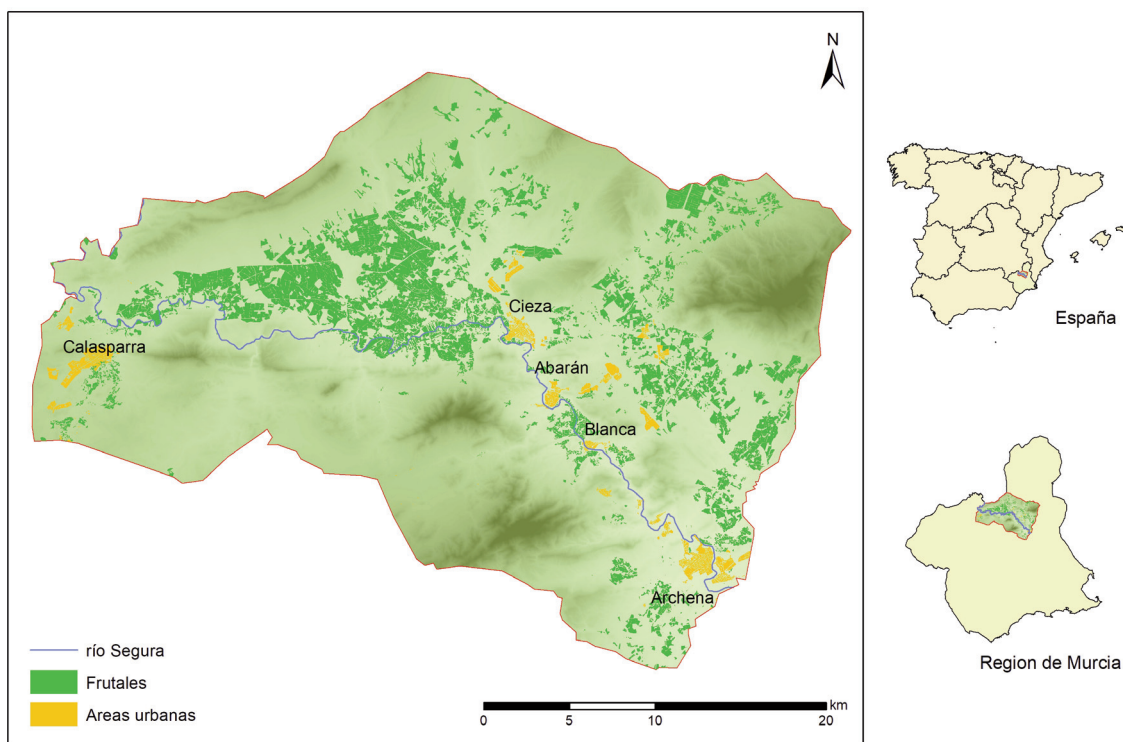 N
Cieza
Calasparra
Abarán
Blanca
Archena
río Segura
Frutales
Areas urbanas
km
0 5 10 20
España
Region de Murcia